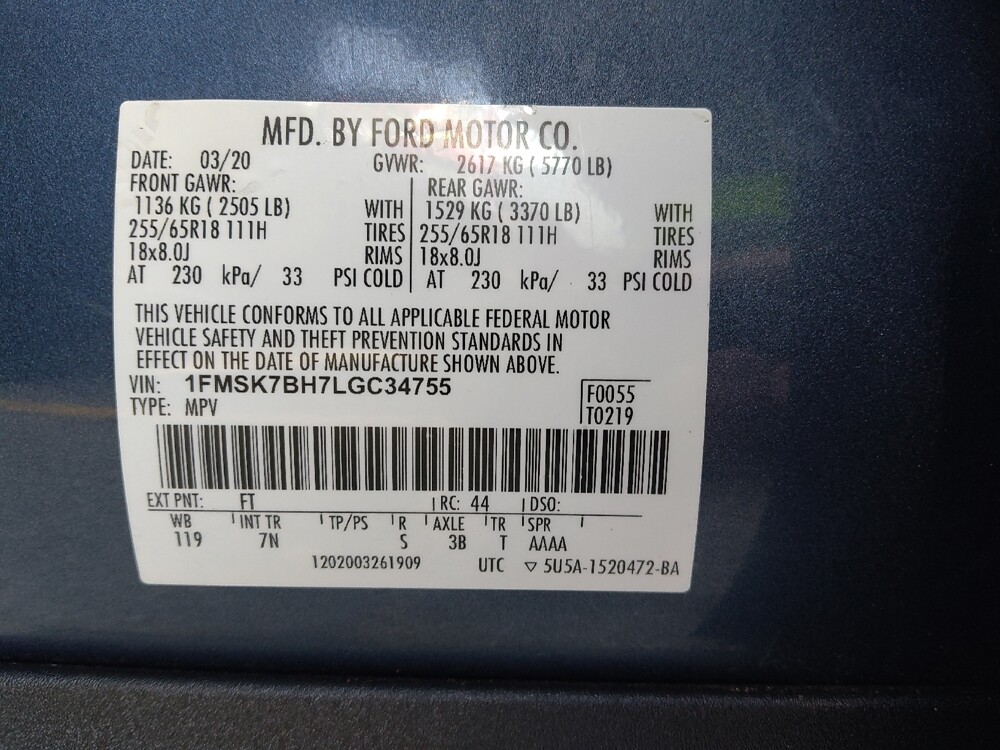 MFD. BY FORD MOTOR CO.
DATE: 03/20 GVWR: 2617 KG ( 5770 LB)
FRONT GAWR: REAR GAWR:
1136 KG ( 2505 LB) WITH 1529 KG ( 3370 LB) WITH
255/65R18 111H TIRES 255/65R18 111H TIRES
18x8.0J RIMS 18x8.0J RIMS
AT 230 kPa/ 33 PSI COLD AT 230 kPa/ 33 PSI COLD
THIS VEHICLE CONFORMS TO ALL APPLICABLE FEDERAL MOTOR
VEHICLE SAFETY AND THEFT PREVENTION STANDARDS IN
EFFECT ON THE DATE OF MANUFACTURE SHOWN ABOVE.
VIN: 1FMSK7BH7LGC34755 F0055
TYPE: MPV T0219
EXT PNT: FT RC: 44 DSO:
WB INT TR TP/PS R AXLE TR SPR
119 7N S 3B T AAAA
1202003261909 UTC ▽ 5U5A-1520472-BA